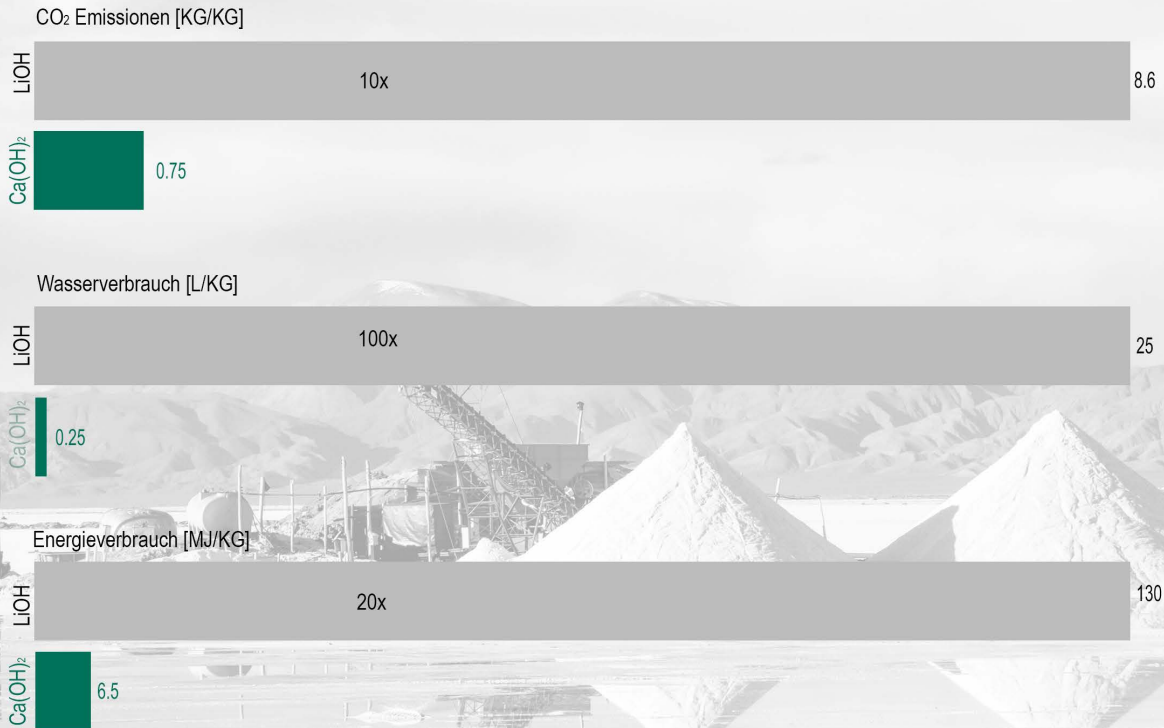 CO₂ Emissionen [KG/KG]
LiOH
10x
8.6
Ca(OH)₂
0.75
Wasserverbrauch [L/KG]
LiOH
100x
25
Ca(OH)₂
0.25
Energieverbrauch [MJ/KG]
LiOH
20x
130
Ca(OH)₂
6.5